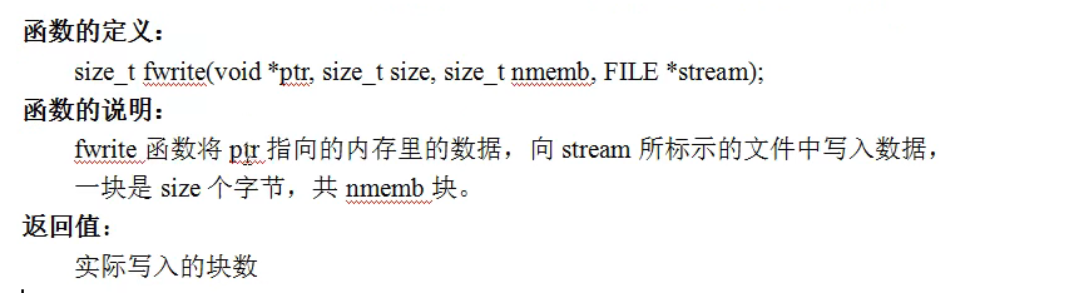 函数的定义：
size_t fwrite(void *ptr, size_t size, size_t nmemb, FILE *stream);
函数的说明：
fwrite 函数将 ptr 指向的内存里的数据，向 stream 所标示的文件中写入数据，
一块是 size 个字节，共 nmemb 块。
返回值：
实际写入的块数